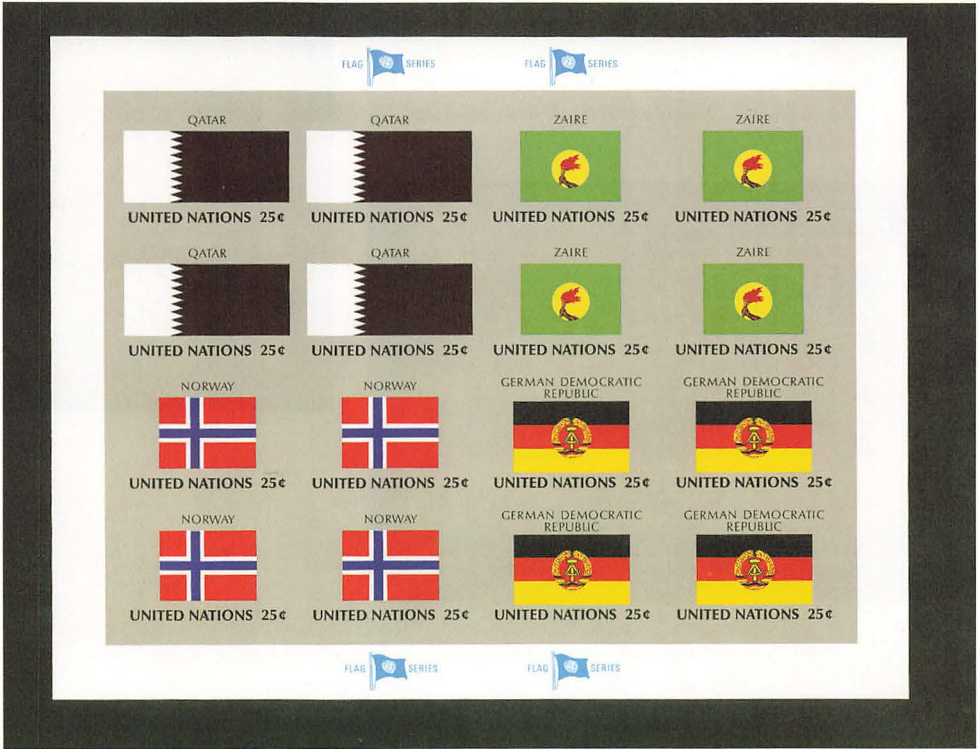 FLAG SERIES FLAG SERIES
QATAR QATAR ZAIRE ZAIRE
UNITED NATIONS 25¢ UNITED NATIONS 25¢ UNITED NATIONS 25¢ UNITED NATIONS 25¢
QATAR QATAR ZAIRE ZAIRE
UNITED NATIONS 25¢ UNITED NATIONS 25¢ UNITED NATIONS 25¢ UNITED NATIONS 25¢
NORWAY NORWAY GERMAN DEMOCRATIC GERMAN DEMOCRATIC
REPUBLIC REPUBLIC
UNITED NATIONS 25¢ UNITED NATIONS 25¢ UNITED NATIONS 25¢ UNITED NATIONS 25¢
NORWAY NORWAY GERMAN DEMOCRATIC GERMAN DEMOCRATIC
REPUBLIC REPUBLIC
UNITED NATIONS 25¢ UNITED NATIONS 25¢ UNITED NATIONS 25¢ UNITED NATIONS 25¢
FLAG SERIES FLAG SERIES